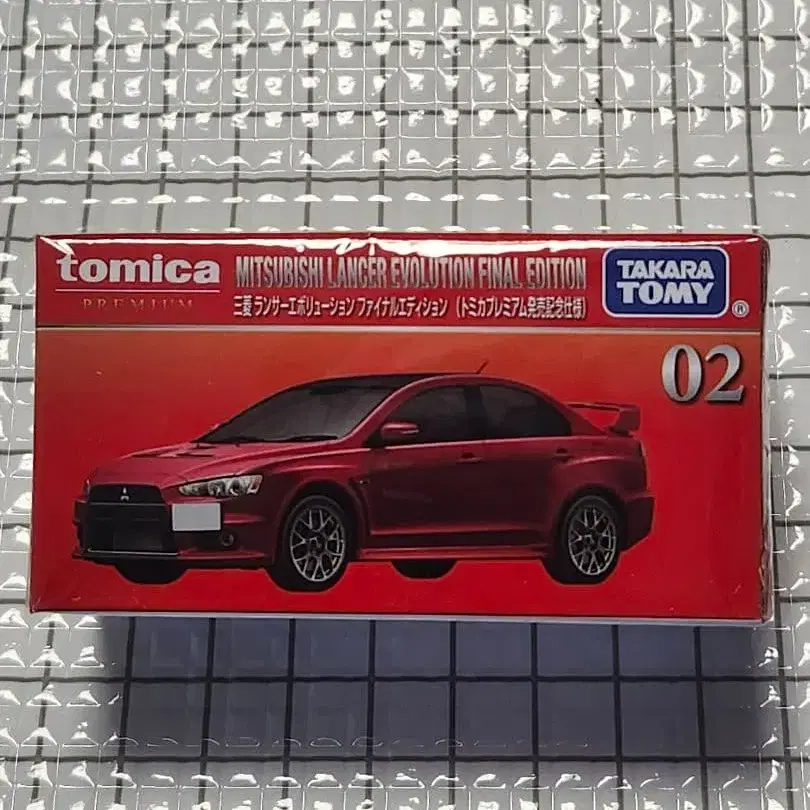 tomica
PREMIUM
MITSUBISHI LANCER EVOLUTION FINAL EDITION
三菱 ランサーエボリューション ファイナルエディション (トミカプレミアム発売記念仕様)
TAKARA
TOMY
®
02